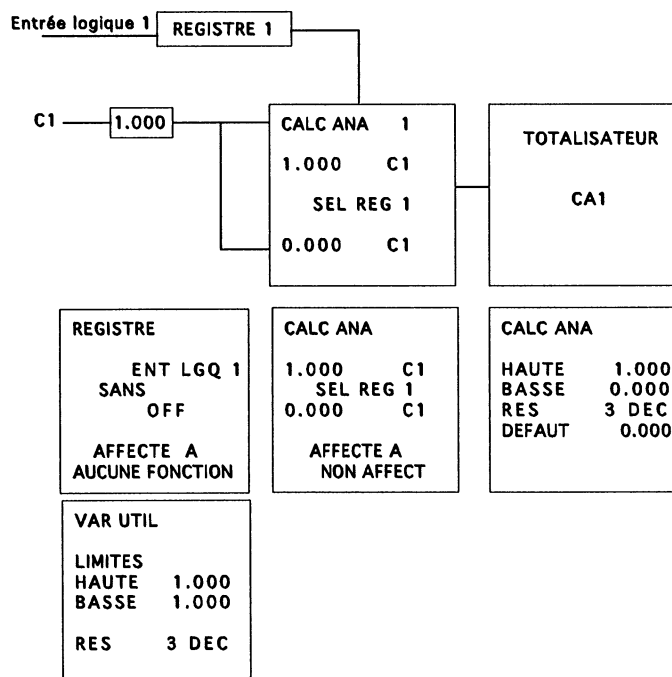 Entrée logique 1
REGISTRE 1
C1
1.000
CALC ANA 1
1.000 C1
SEL REG 1
0.000 C1
TOTALISATEUR
CA1
REGISTRE
ENT LGQ 1
SANS
OFF
AFFECTE A
AUCUNE FONCTION
CALC ANA
1.000 C1
SEL REG 1
0.000 C1
AFFECTE A
NON AFFECT
CALC ANA
HAUTE 1.000
BASSE 0.000
RES 3 DEC
DEFAUT 0.000
VAR UTIL
LIMITES
HAUTE 1.000
BASSE 1.000
RES 3 DEC